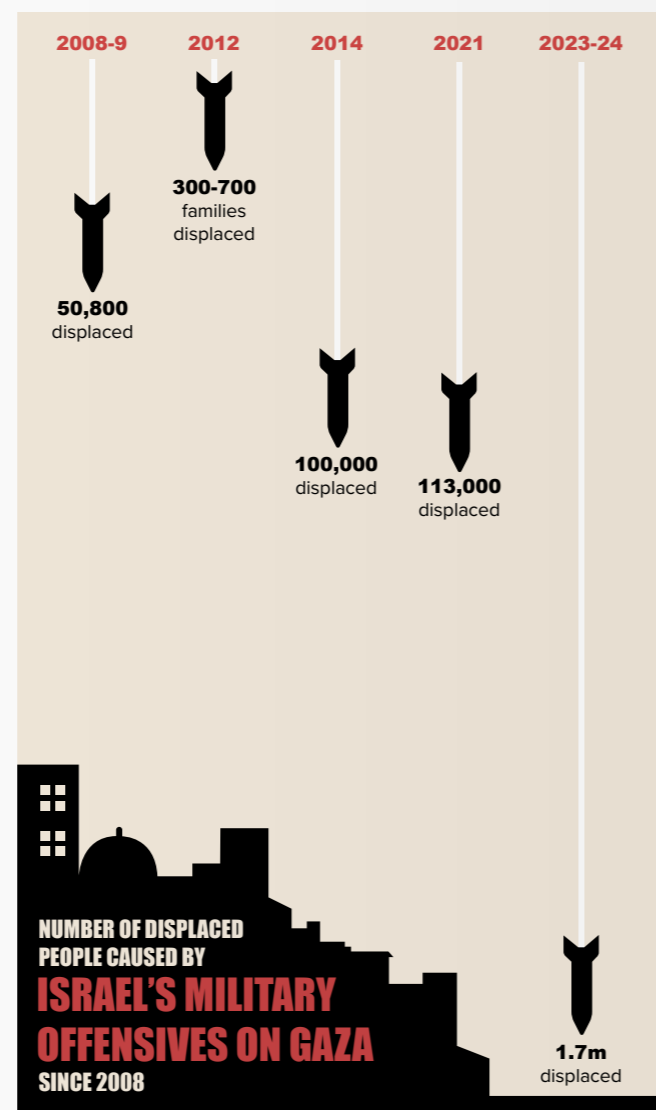 2008-9
2012
2014
2021
2023-24
300-700
families
displaced
50,800
displaced
100,000
displaced
113,000
displaced
NUMBER OF DISPLACED
PEOPLE CAUSED BY
ISRAEL'S MILITARY
OFFENSIVES ON GAZA
SINCE 2008
1.7m
displaced